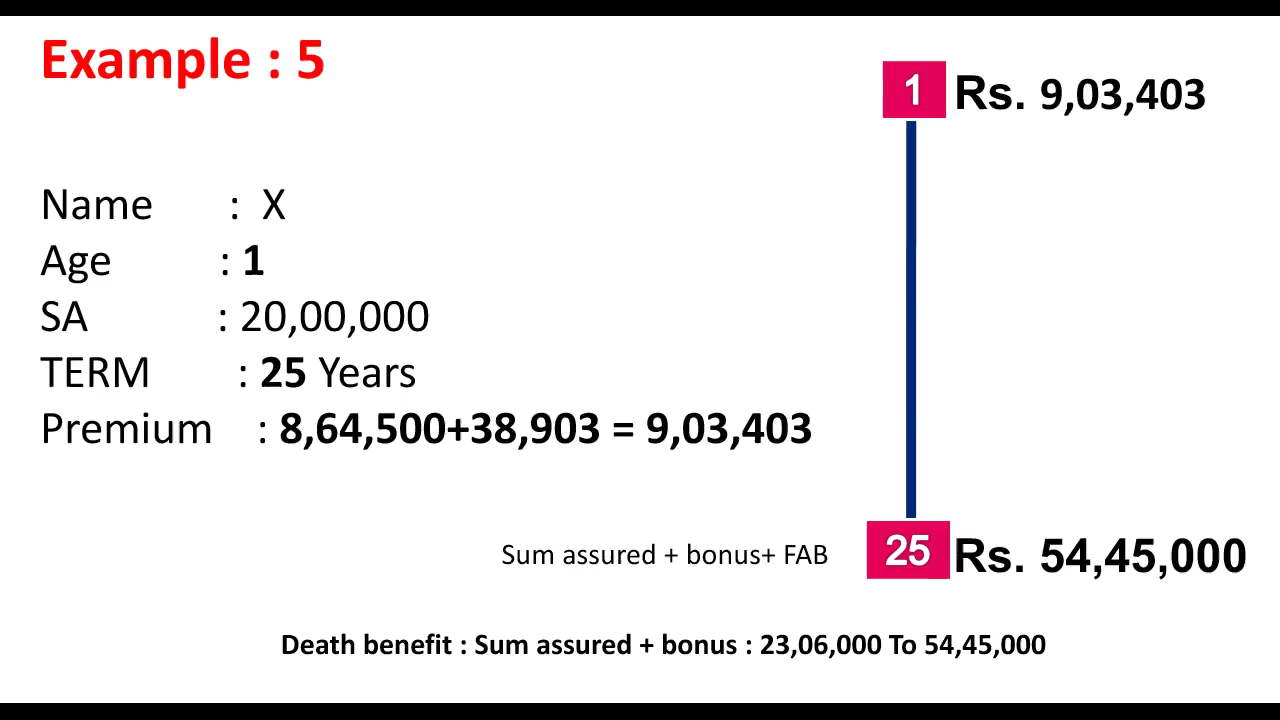 Example : 5
1 Rs. 9,03,403
Name : X
Age : 1
SA : 20,00,000
TERM : 25 Years
Premium : 8,64,500+38,903 = 9,03,403
Sum assured + bonus+ FAB 25 Rs. 54,45,000
Death benefit : Sum assured + bonus : 23,06,000 To 54,45,000